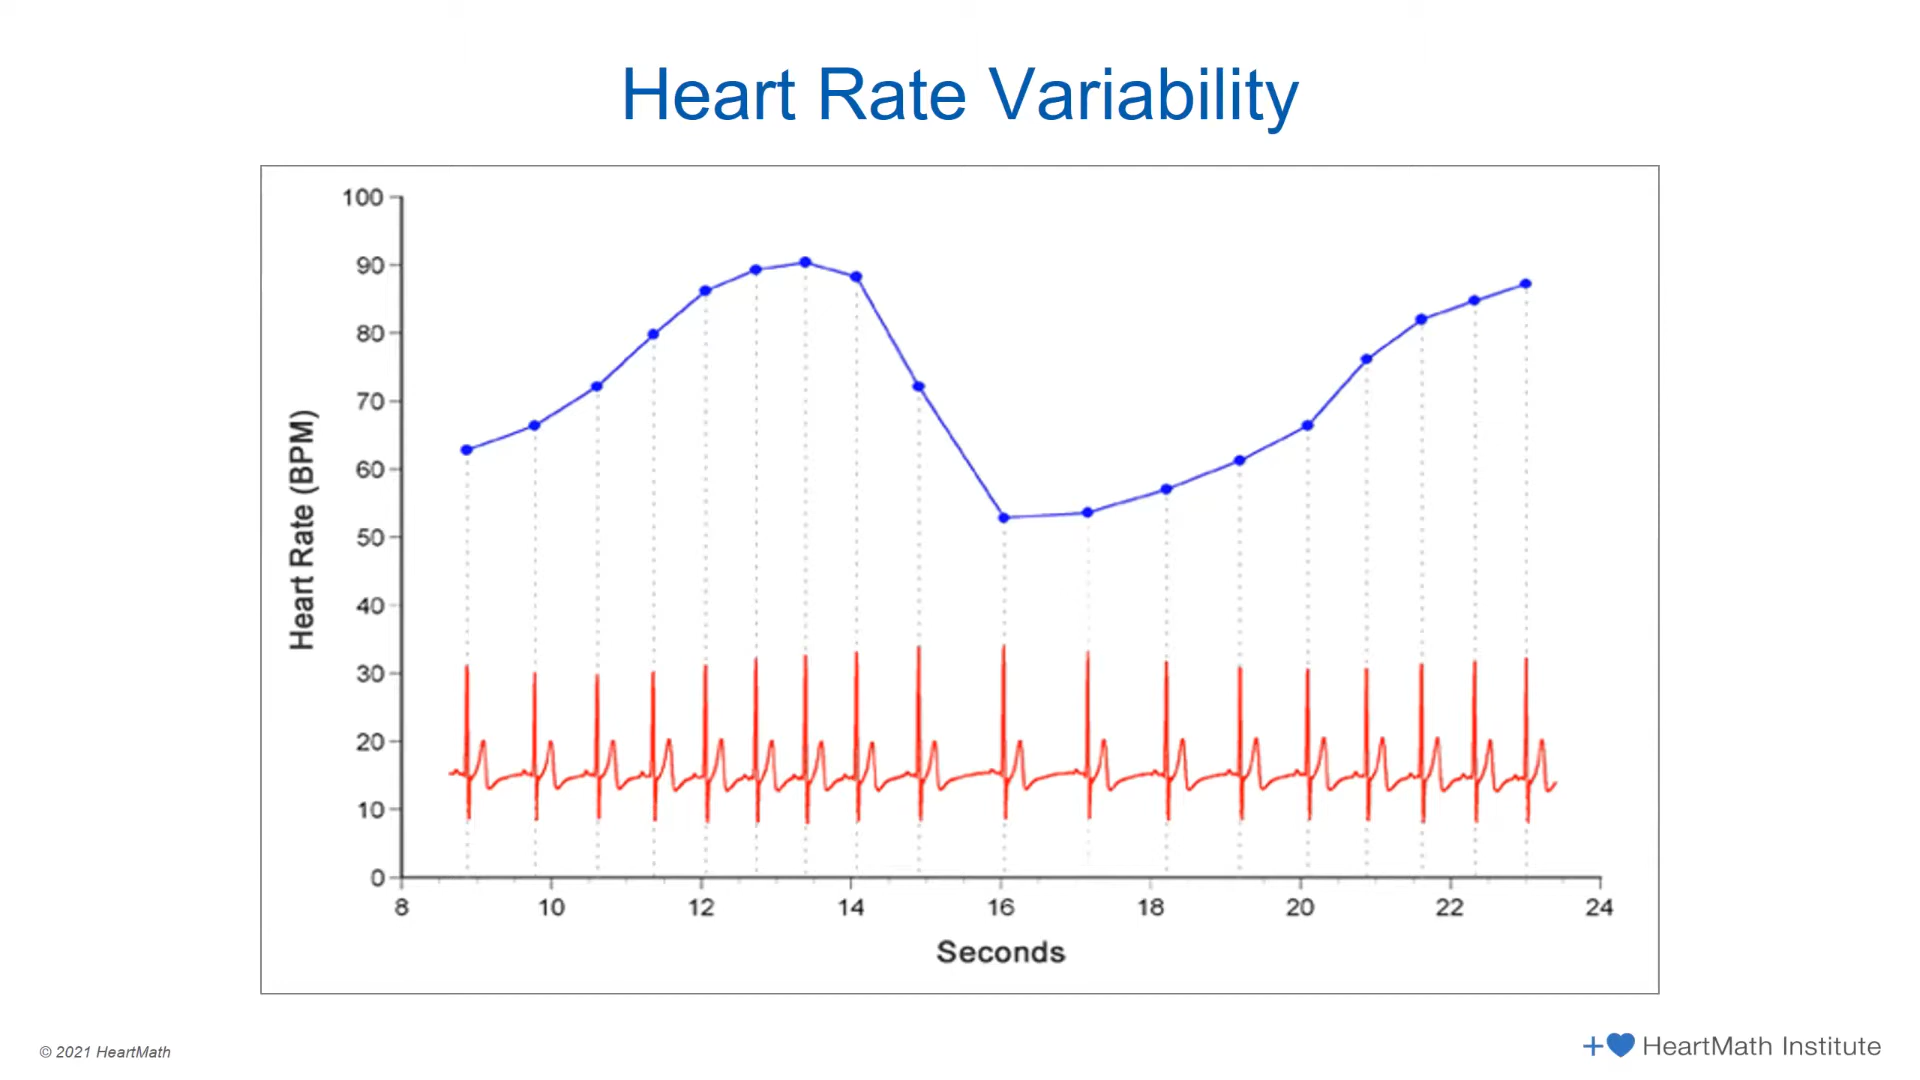 Heart Rate Variability
100
90
80
70
60
50
40
30
20
10
0
Heart Rate (BPM)
8 10 12 14 16 18 20 22 24
Seconds
© 2021 HeartMath
HeartMath Institute